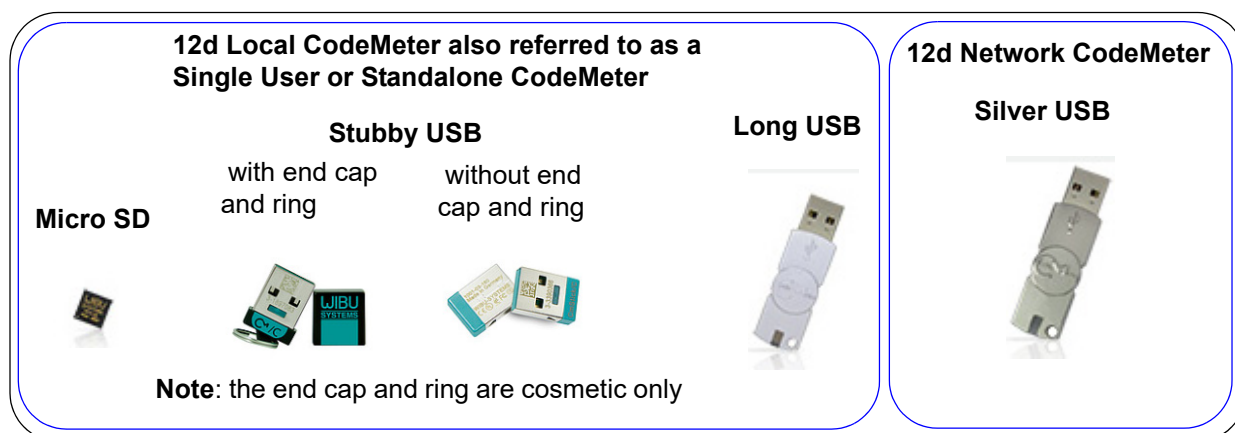 12d Local CodeMeter also referred to as a
Single User or Standalone CodeMeter
12d Network CodeMeter
Stubby USB
Long USB
Silver USB
with end cap
and ring
without end
cap and ring
Micro SD
WIBU
SYSTEMS
Note: the end cap and ring are cosmetic only